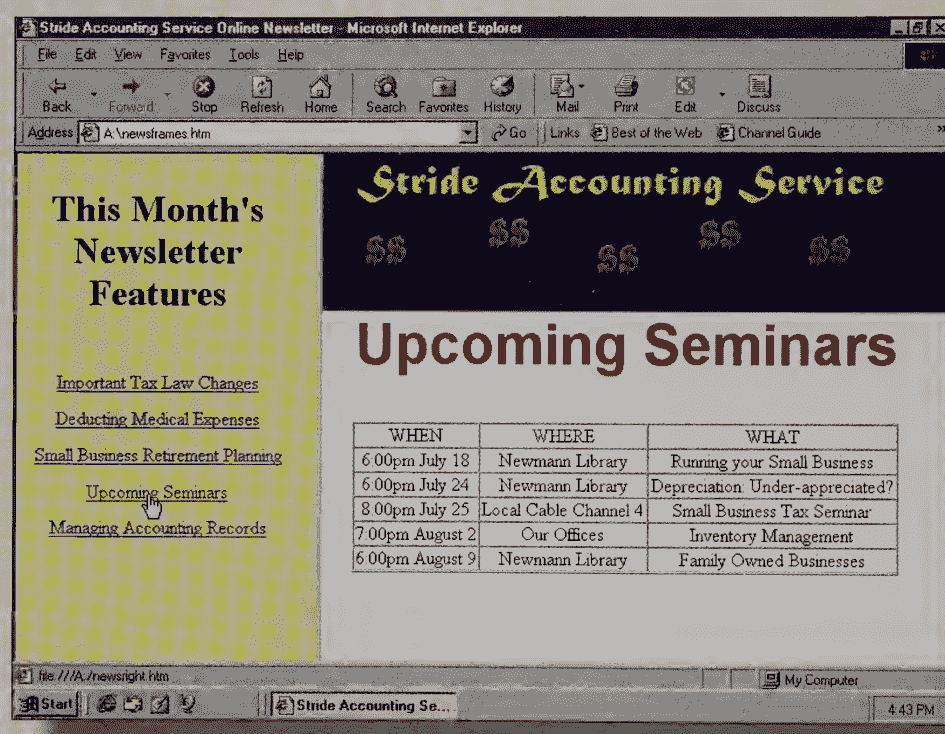 Stride Accounting Service Online Newsletter - Microsoft Internet Explorer
File Edit View Favorites Tools Help
Back Forward Stop Refresh Home Search Favorites History Mail Print Edit Discuss
Address A:\newsframes.htm Go Links Best of the Web Channel Guide
This Month's
Newsletter
Features
Important Tax Law Changes
Deducting Medical Expenses
Small Business Retirement Planning
Upcoming Seminars
Managing Accounting Records
Stride Accounting Service
$$ $$ $$ $$ $$
Upcoming Seminars
WHEN WHERE WHAT
6:00pm July 18 Newmann Library Running your Small Business
6:00pm July 24 Newmann Library Depreciation: Under-appreciated?
8:00pm July 25 Local Cable Channel 4 Small Business Tax Seminar
7:00pm August 2 Our Offices Inventory Management
6:00pm August 9 Newmann Library Family Owned Businesses
file:///A:/newsright.htm My Computer
Start Stride Accounting Se... 4:43 PM